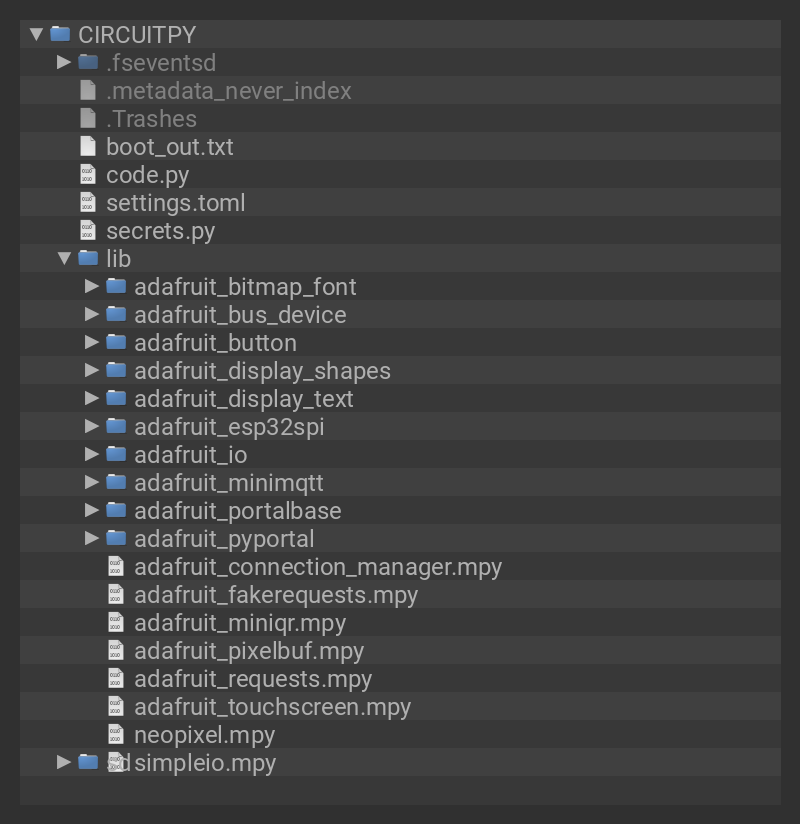 CIRCUITPY
.fseventsd
.metadata_never_index
.Trashes
boot_out.txt
code.py
settings.toml
secrets.py
lib
adafruit_bitmap_font
adafruit_bus_device
adafruit_button
adafruit_display_shapes
adafruit_display_text
adafruit_esp32spi
adafruit_io
adafruit_minimqtt
adafruit_portalbase
adafruit_pyportal
adafruit_connection_manager.mpy
adafruit_fakerequests.mpy
adafruit_miniqr.mpy
adafruit_pixelbuf.mpy
adafruit_requests.mpy
adafruit_touchscreen.mpy
neopixel.mpy
sd simpleio.mpy